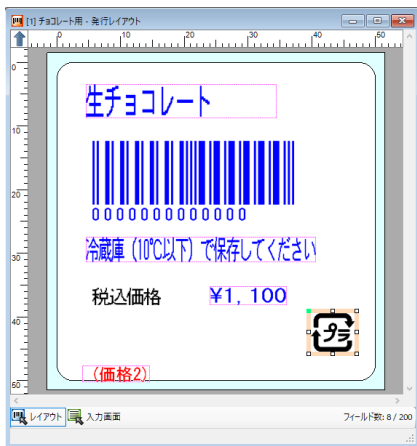 [1] チョコレート用 - 発行レイアウト
0 10 20 30 40 50
0
10
20
30
40
50
生チョコレート
0000000000000
冷蔵庫（10℃以下）で保存してください
税込価格 ¥1,100
プラ
（価格2）
レイアウト 入力画面 フィールド数: 8 / 200